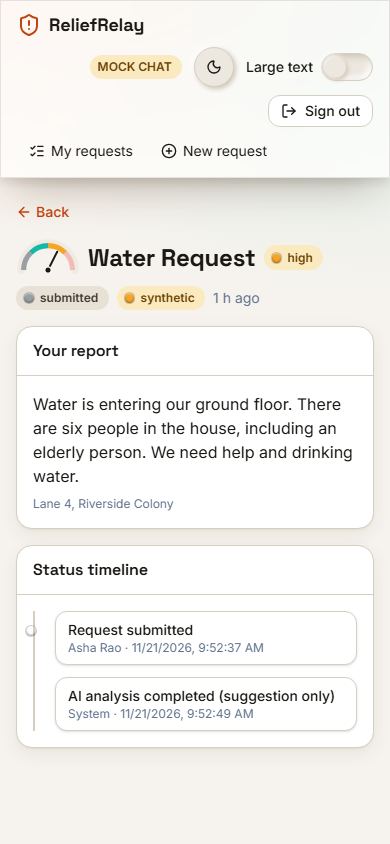 ReliefRelay
MOCK CHAT
Large text
Sign out
My requests
New request
← Back
Water Request
high
submitted
synthetic
1 h ago
Your report
Water is entering our ground floor. There
are six people in the house, including an
elderly person. We need help and drinking
water.
Lane 4, Riverside Colony
Status timeline
Request submitted
Asha Rao · 11/21/2026, 9:52:37 AM
AI analysis completed (suggestion only)
System · 11/21/2026, 9:52:49 AM